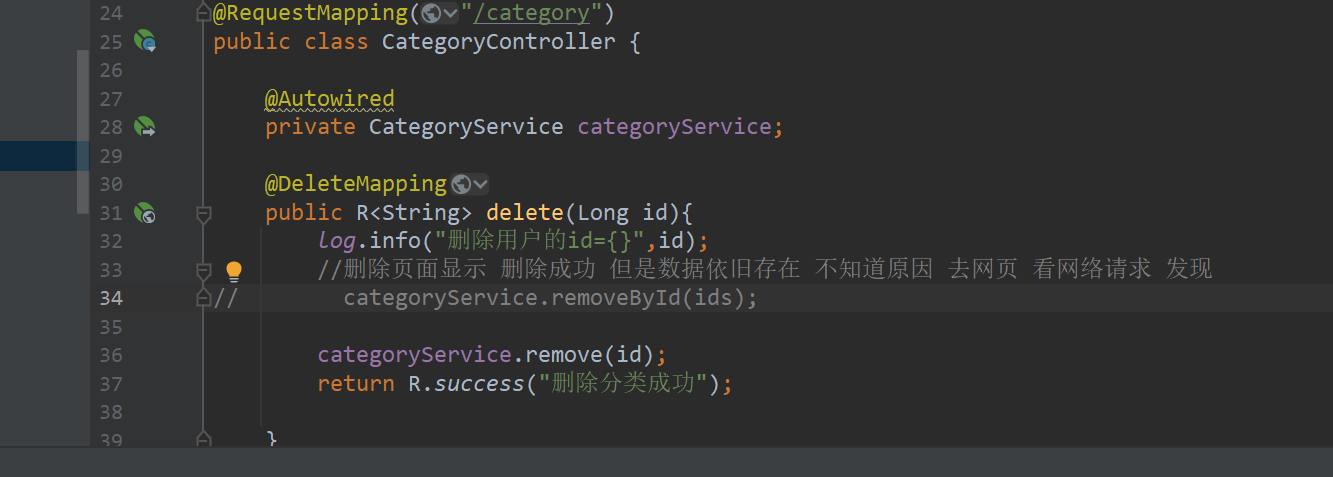 24 @RequestMapping("/category")
25 public class CategoryController {
26
27 @Autowired
28 private CategoryService categoryService;
29
30 @DeleteMapping
31 public R<String> delete(Long id){
32 log.info("删除用户的id={}",id);
33 //删除页面显示 删除成功 但是数据依旧存在 不知道原因 去网页 看网络请求 发现
34 // categoryService.removeById(ids);
35
36 categoryService.remove(id);
37 return R.success("删除分类成功");
38
39 }